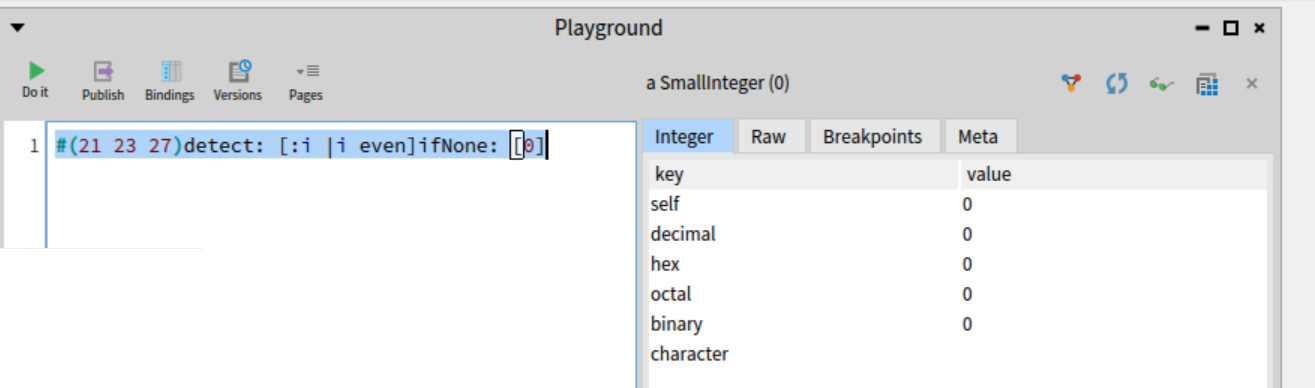 Playground
Do it Publish Bindings Versions Pages
a SmallInteger (0)
1 #(21 23 27)detect: [:i |i even]ifNone: [0]
Integer Raw Breakpoints Meta
key value
self 0
decimal 0
hex 0
octal 0
binary 0
character